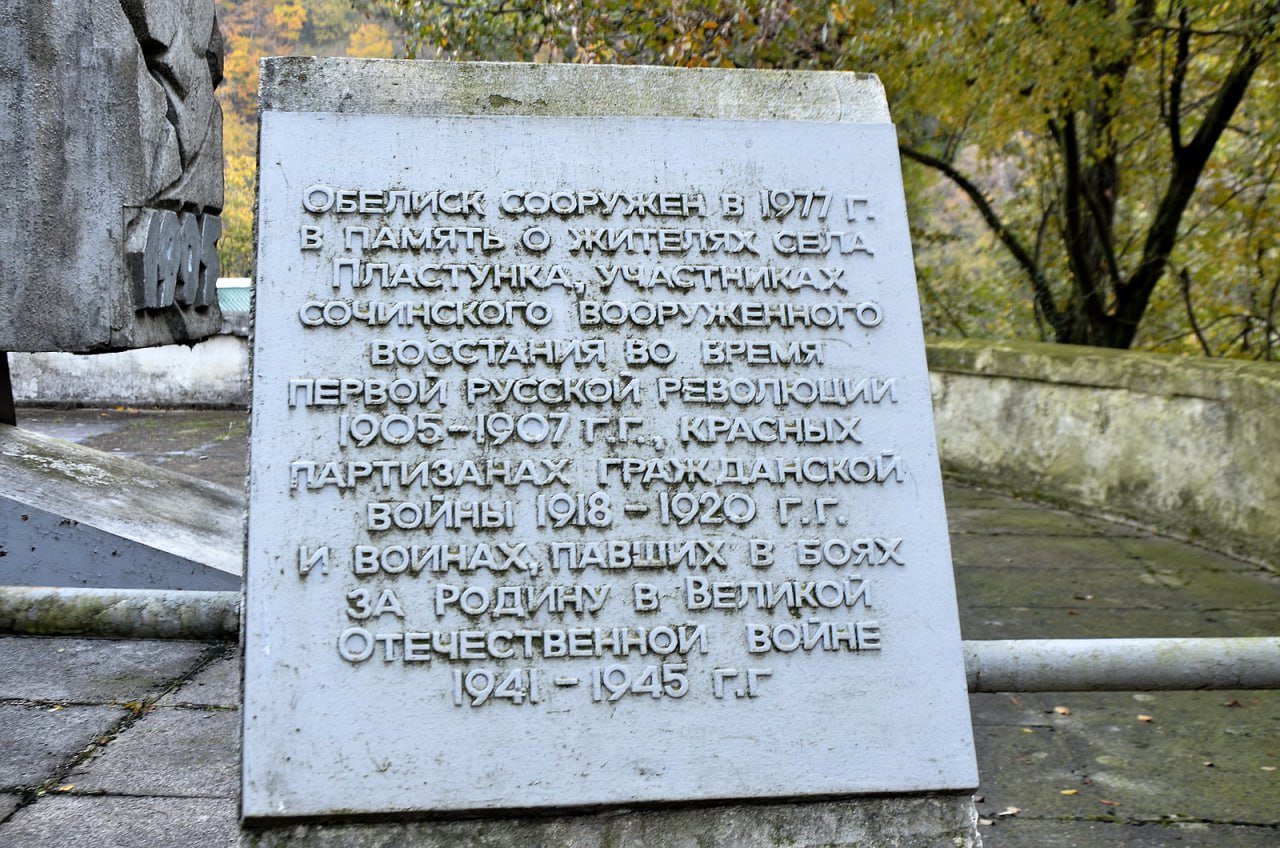 Обелиск сооружен в 1977 г.
в память о жителях села
Пластунка, участниках
сочинского вооруженного
восстания во время
первой русской революции
1905-1907 г.г., красных
партизанах гражданской
войны 1918 - 1920 г.г.
и воинах, павших в боях
за родину в Великой
Отечественной войне
1941 - 1945 г.г